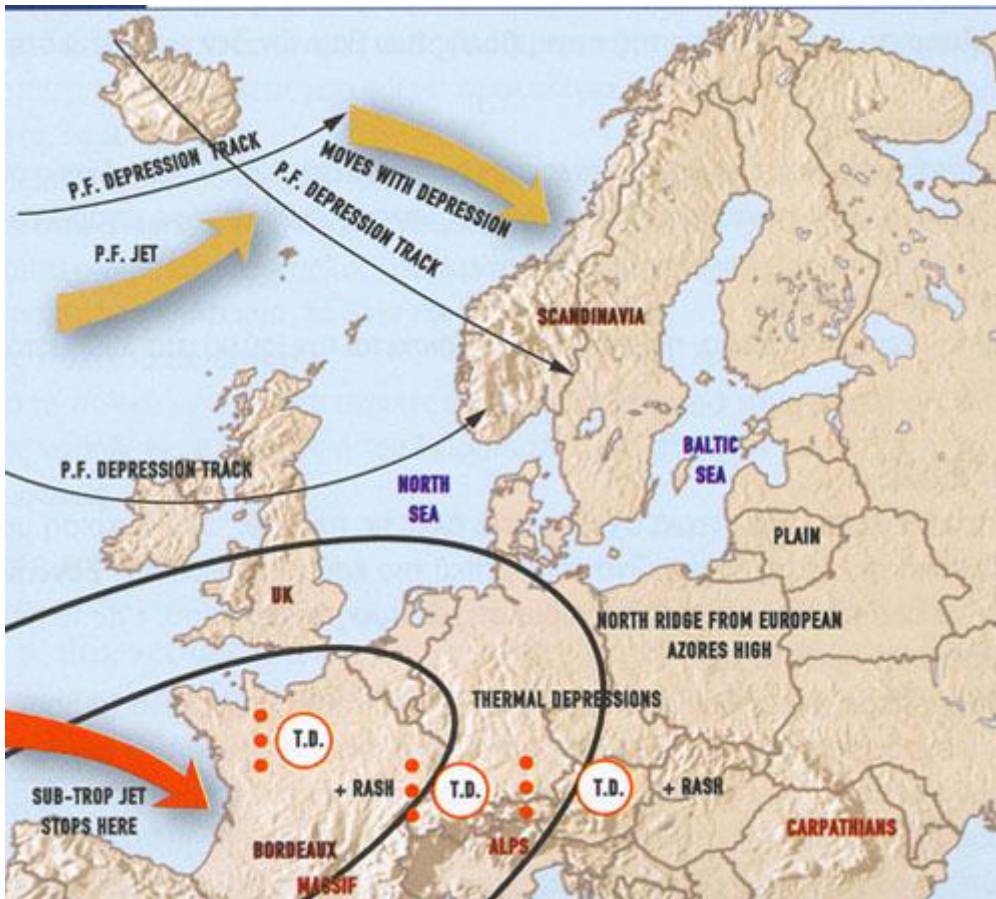 P.F. DEPRESSION TRACK
MOVES WITH DEPRESSION
P.F. DEPRESSION TRACK
P.F. JET
SCANDINAVIA
P.F. DEPRESSION TRACK
NORTH
SEA
BALTIC
SEA
PLAIN
UK
NORTH RIDGE FROM EUROPEAN
AZORES HIGH
THERMAL DEPRESSIONS
T.D.
SUB-TROP JET
STOPS HERE
+ RASH
T.D.
T.D.
+ RASH
BORDEAUX
ALPS
CARPATHIANS
MASSIF